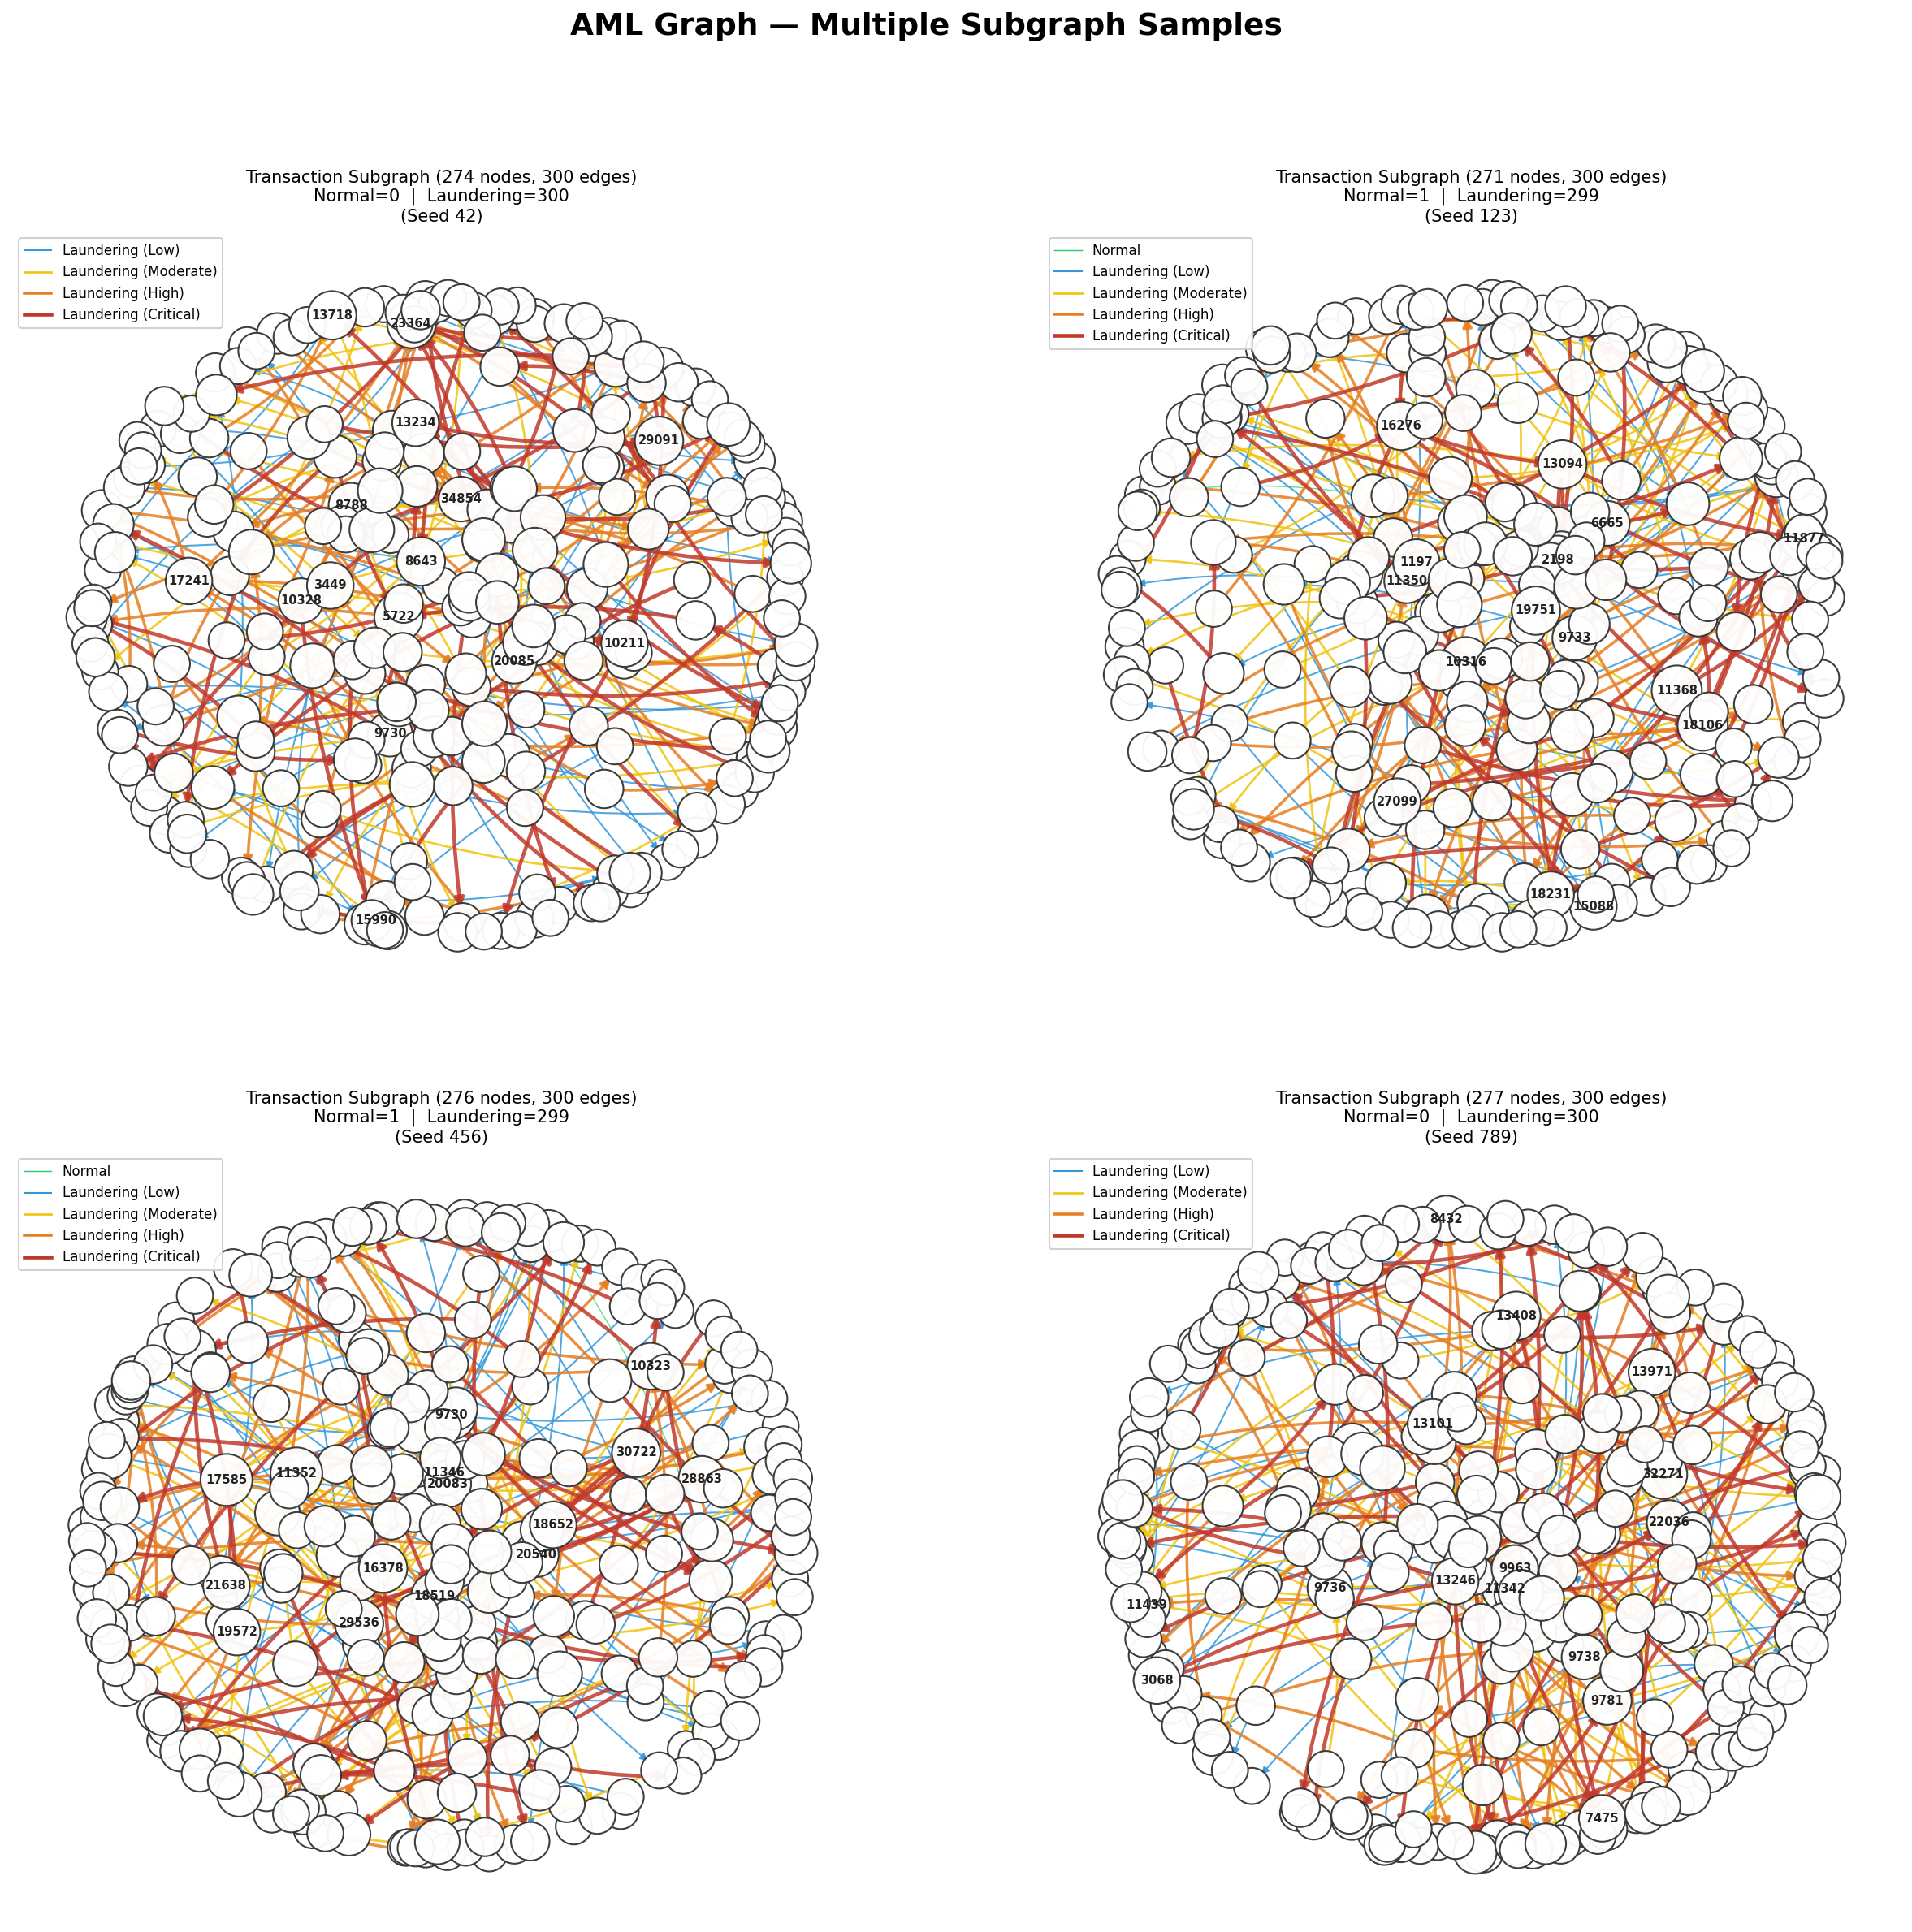 AML Graph — Multiple Subgraph Samples
Transaction Subgraph (274 nodes, 300 edges)
Normal=0 | Laundering=300
(Seed 42)
Laundering (Low)
Laundering (Moderate)
Laundering (High)
Laundering (Critical)
13718
23364
13234
29091
8788
34854
8643
17241
3449
10328
5722
10211
20085
9730
15990
Transaction Subgraph (271 nodes, 300 edges)
Normal=1 | Laundering=299
(Seed 123)
Normal
Laundering (Low)
Laundering (Moderate)
Laundering (High)
Laundering (Critical)
16276
13094
6665
11877
1197
2198
11350
19751
9733
10316
11368
18106
27099
18231
15088
Transaction Subgraph (276 nodes, 300 edges)
Normal=1 | Laundering=299
(Seed 456)
Normal
Laundering (Low)
Laundering (Moderate)
Laundering (High)
Laundering (Critical)
10323
9730
30722
17585
11352
11346
28863
20083
18652
20540
16378
21638
18519
29536
19572
Transaction Subgraph (277 nodes, 300 edges)
Normal=0 | Laundering=300
(Seed 789)
Laundering (Low)
Laundering (Moderate)
Laundering (High)
Laundering (Critical)
8432
13408
13971
13101
32271
22036
9963
13246
9736
11342
11439
9738
3068
9781
7475